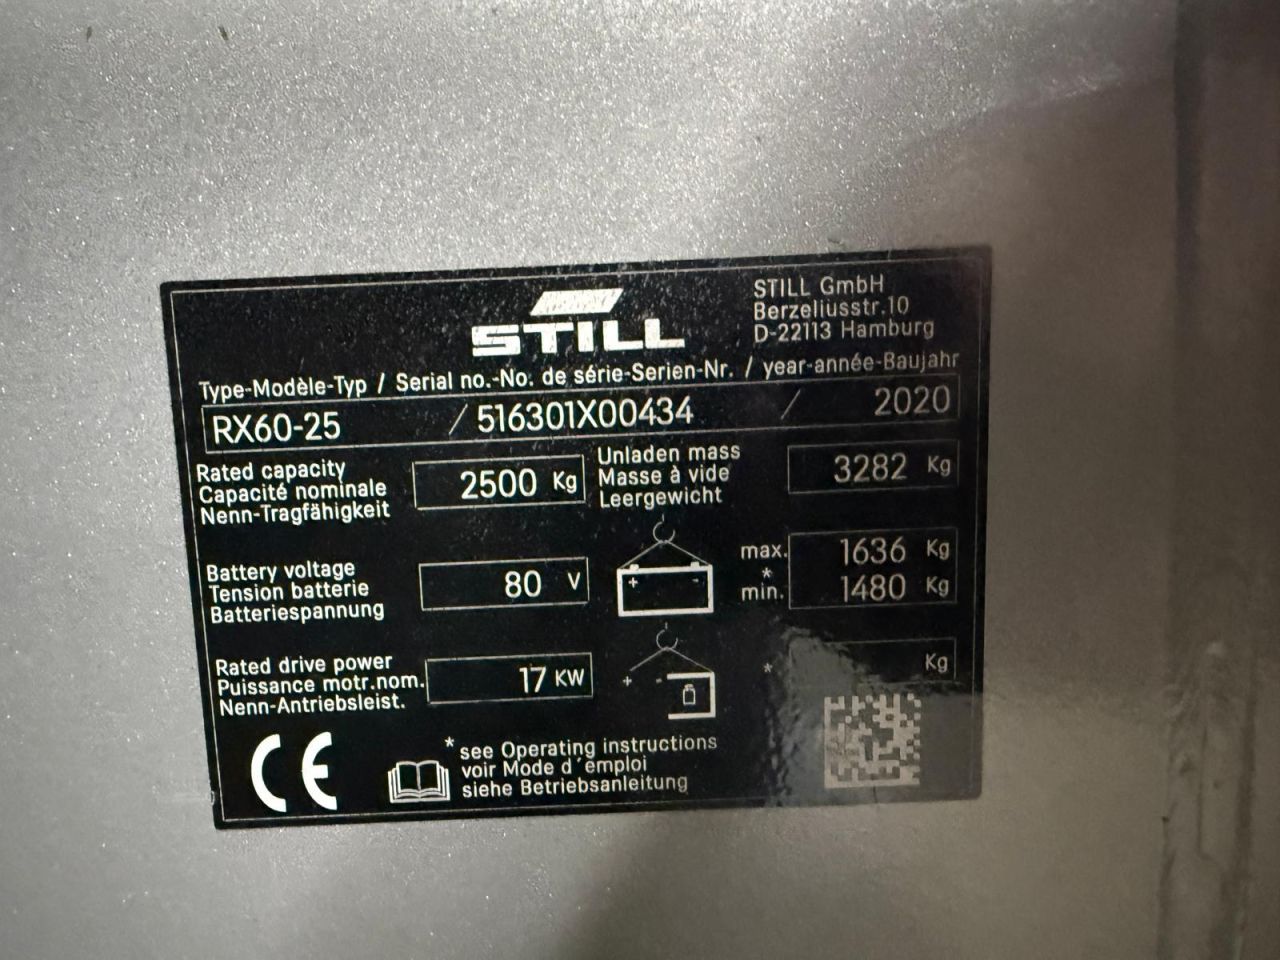 STILL
STILL GmbH
Berzeliusstr.10
D-22113 Hamburg
Type-Modèle-Typ / Serial no.-No. de série-Serien-Nr. / year-année-Baujahr
RX60-25 / 516301X00434 / 2020
Rated capacity
Capacité nominale
Nenn-Tragfähigkeit
2500 Kg
Unladen mass
Masse à vide
Leergewicht
3282 Kg
Battery voltage
Tension batterie
Batteriespannung
80 V
+ -
max. 1636 Kg
*
min. 1480 Kg
Rated drive power
Puissance motr.nom.
Nenn-Antriebsleist.
17 KW
+ -
* Kg
CE
* see Operating instructions
voir Mode d'emploi
siehe Betriebsanleitung